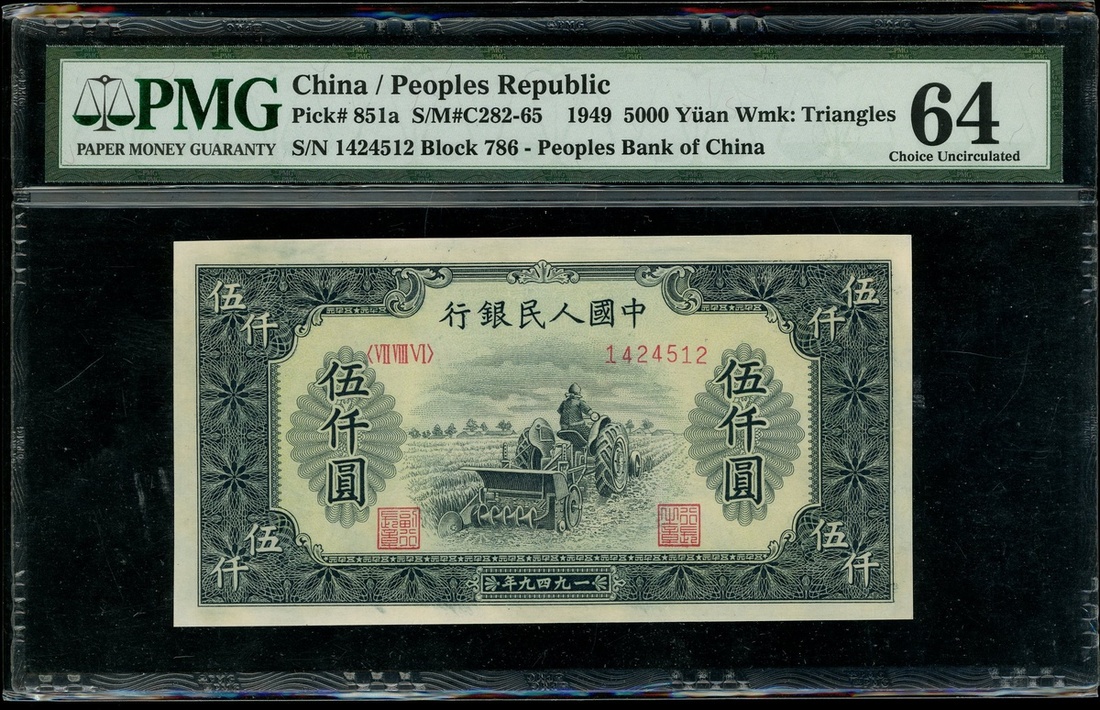 PMG
PAPER MONEY GUARANTY
China / Peoples Republic
Pick# 851a S/M#C282-65 1949 5000 Yüan Wmk: Triangles
S/N 1424512 Block 786 - Peoples Bank of China
64
Choice Uncirculated
行銀民人國中
伍仟
伍仟
〈VII VIII VI〉
1424512
伍仟圓
伍仟圓
伍仟
伍仟
年九四九一